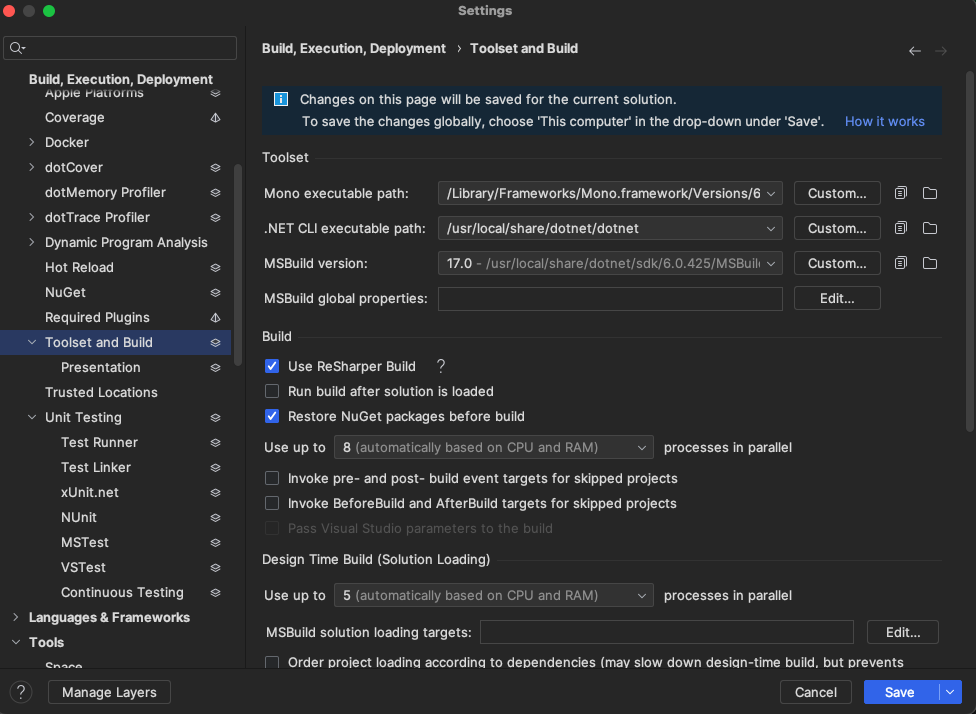 Settings
Build, Execution, Deployment
Apple Platforms
Coverage
Docker
dotCover
dotMemory Profiler
dotTrace Profiler
Dynamic Program Analysis
Hot Reload
NuGet
Required Plugins
Toolset and Build
Presentation
Trusted Locations
Unit Testing
Test Runner
Test Linker
xUnit.net
NUnit
MSTest
VSTest
Continuous Testing
Languages & Frameworks
Tools
Space
Build, Execution, Deployment › Toolset and Build
Changes on this page will be saved for the current solution.
To save the changes globally, choose 'This computer' in the drop-down under 'Save'. How it works
Toolset
Mono executable path: /Library/Frameworks/Mono.framework/Versions/6 Custom...
.NET CLI executable path: /usr/local/share/dotnet/dotnet Custom...
MSBuild version: 17.0 - /usr/local/share/dotnet/sdk/6.0.425/MSBuil Custom...
MSBuild global properties: Edit...
Build
Use ReSharper Build ?
Run build after solution is loaded
Restore NuGet packages before build
Use up to 8 (automatically based on CPU and RAM) processes in parallel
Invoke pre- and post- build event targets for skipped projects
Invoke BeforeBuild and AfterBuild targets for skipped projects
Pass Visual Studio parameters to the build
Design Time Build (Solution Loading)
Use up to 5 (automatically based on CPU and RAM) processes in parallel
MSBuild solution loading targets: Edit...
Order project loading according to dependencies (may slow down design-time build, but prevents
? Manage Layers Cancel Save